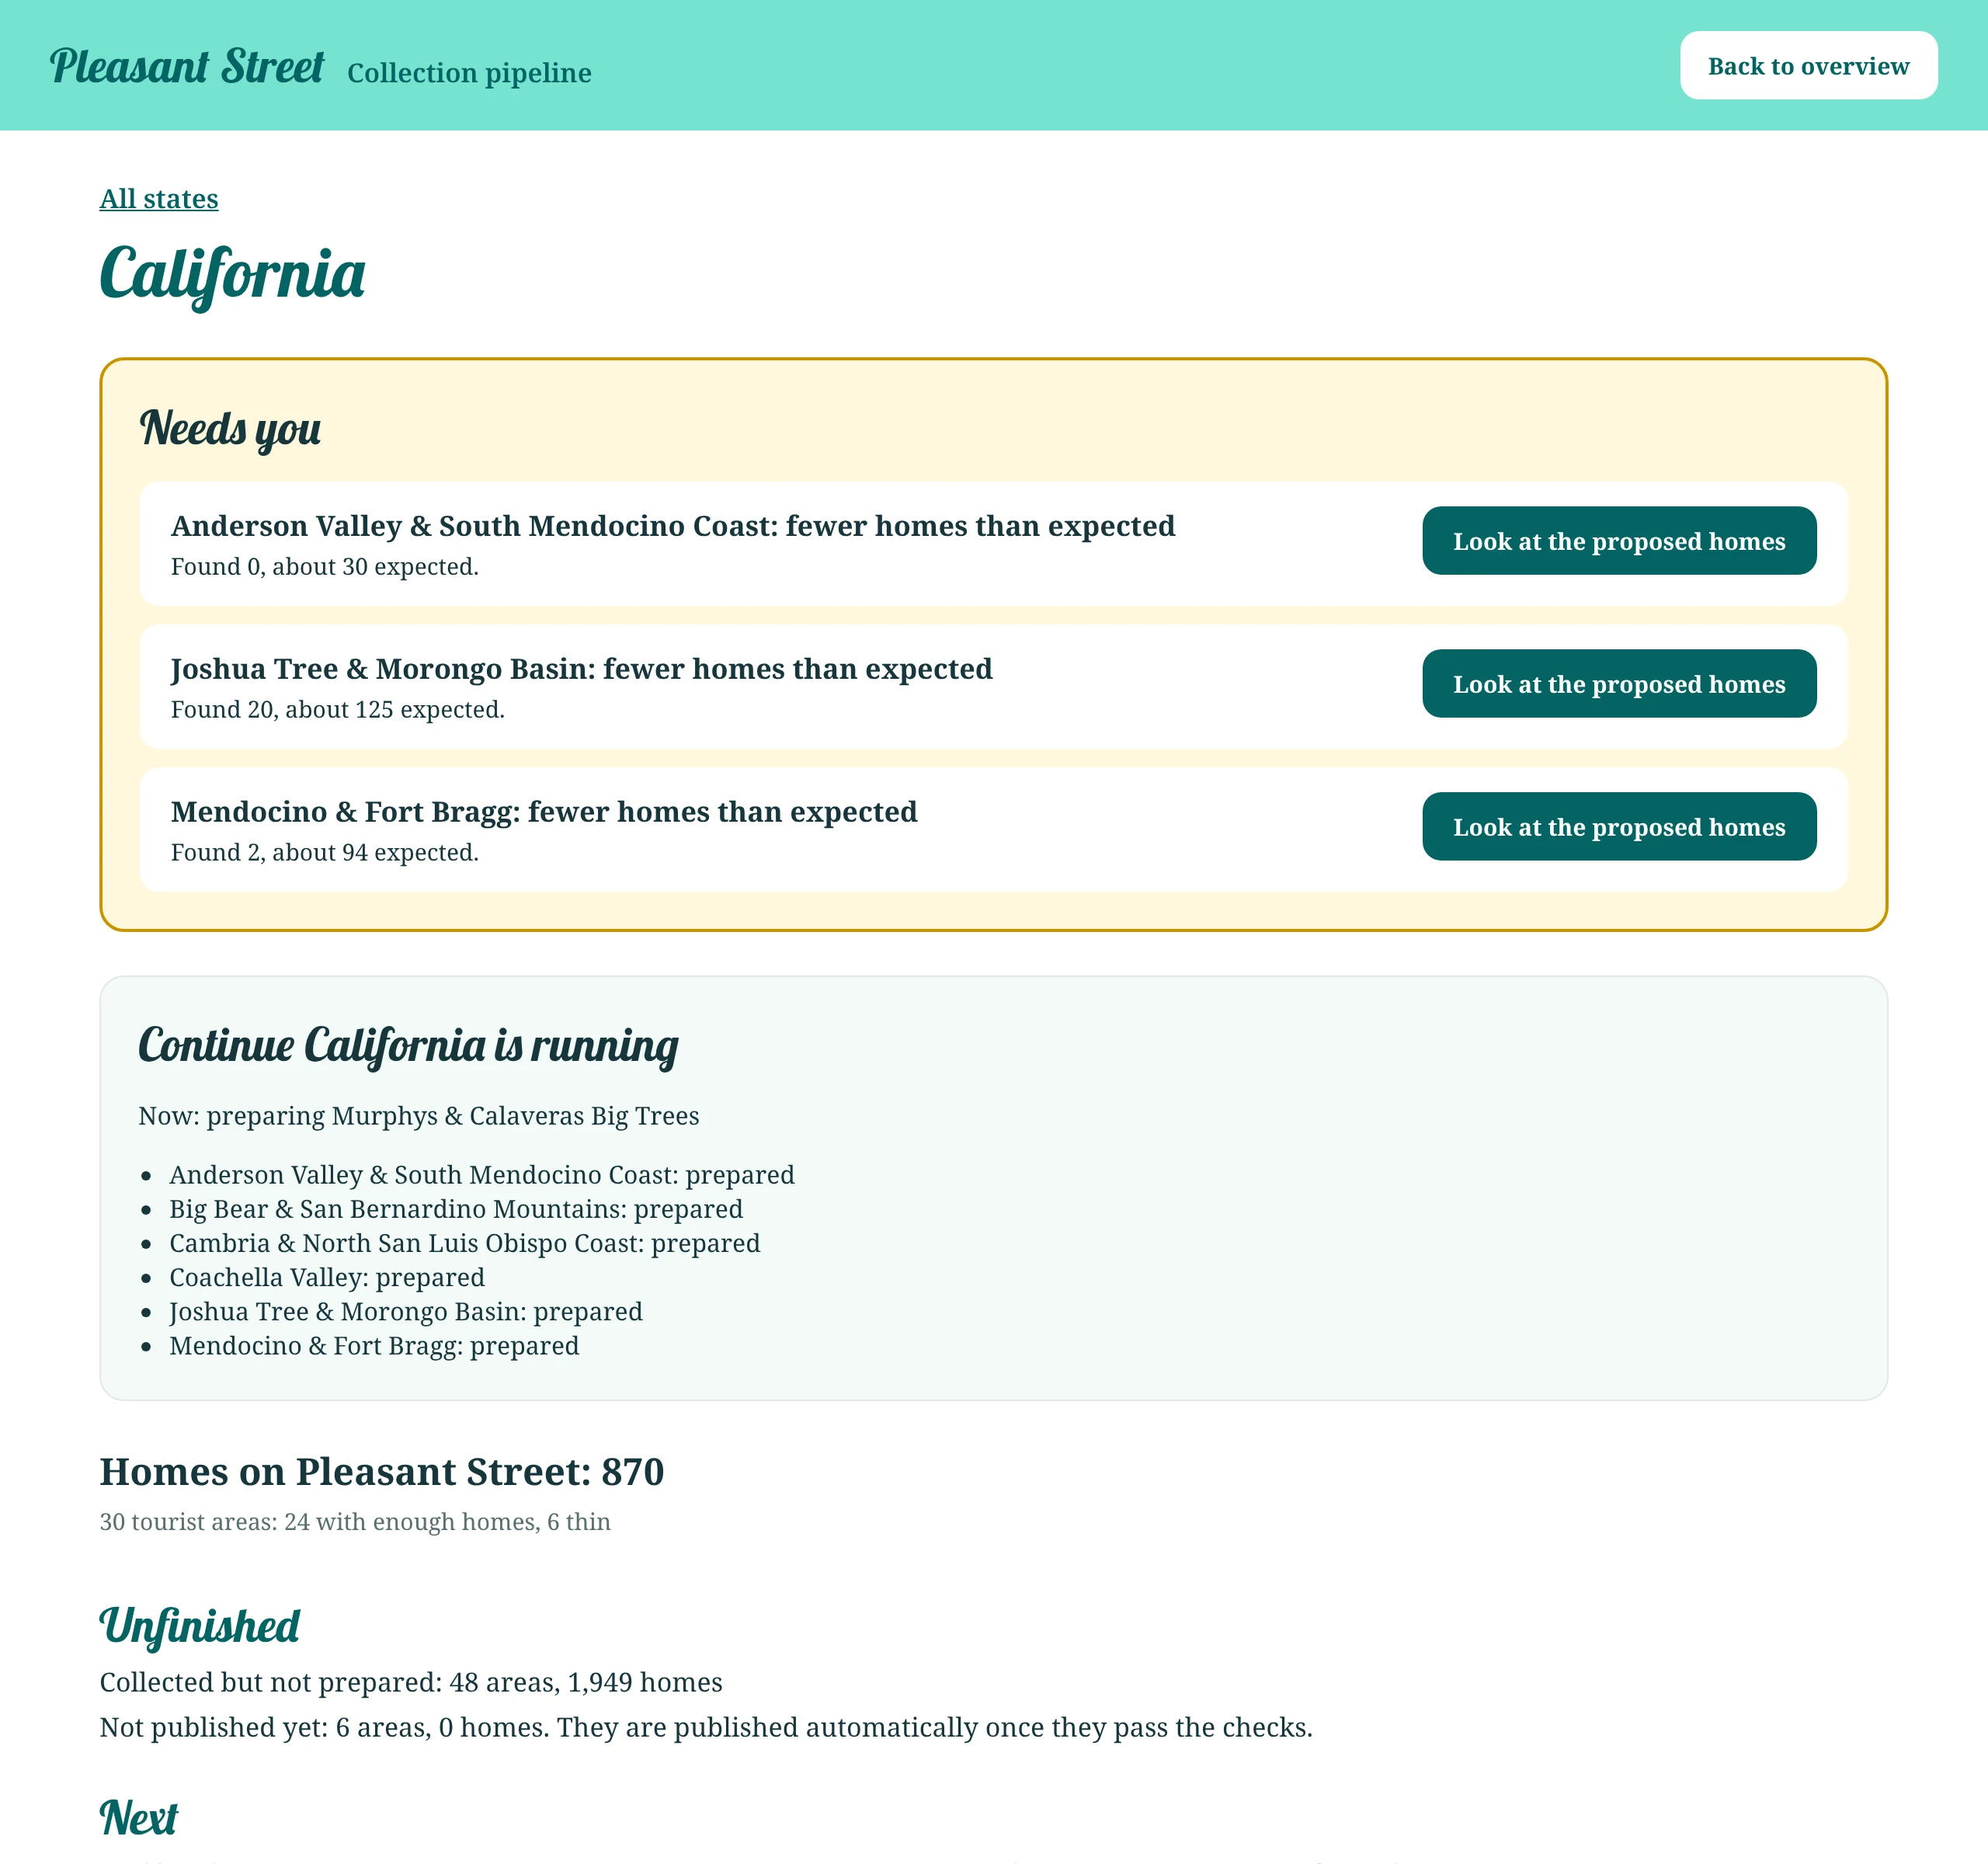 Pleasant Street Collection pipeline
Back to overview
All states
California
Needs you
Anderson Valley & South Mendocino Coast: fewer homes than expected
Found 0, about 30 expected.
Look at the proposed homes
Joshua Tree & Morongo Basin: fewer homes than expected
Found 20, about 125 expected.
Look at the proposed homes
Mendocino & Fort Bragg: fewer homes than expected
Found 2, about 94 expected.
Look at the proposed homes
Continue California is running
Now: preparing Murphys & Calaveras Big Trees
• Anderson Valley & South Mendocino Coast: prepared
• Big Bear & San Bernardino Mountains: prepared
• Cambria & North San Luis Obispo Coast: prepared
• Coachella Valley: prepared
• Joshua Tree & Morongo Basin: prepared
• Mendocino & Fort Bragg: prepared
Homes on Pleasant Street: 870
30 tourist areas: 24 with enough homes, 6 thin
Unfinished
Collected but not prepared: 48 areas, 1,949 homes
Not published yet: 6 areas, 0 homes. They are published automatically once they pass the checks.
Next